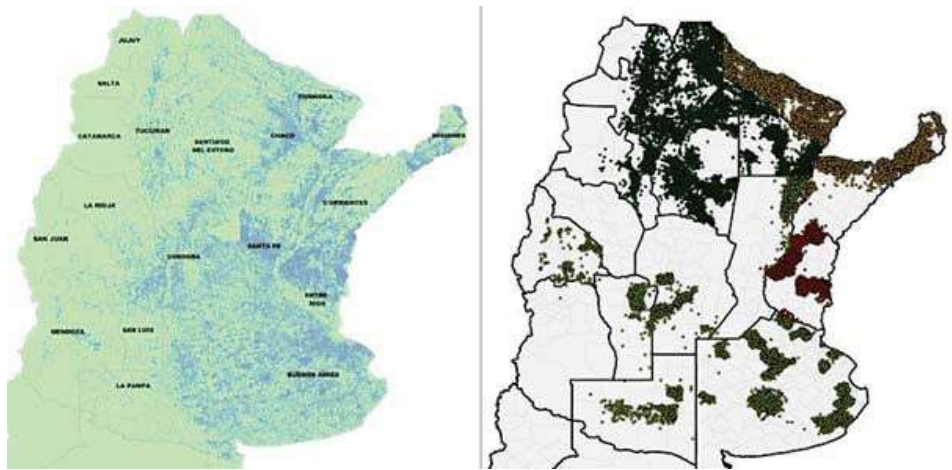 JUJUY
SALTA
FORMOSA
CATAMARCA
TUCUMAN
CHACO
MISIONES
SANTIAGO
DEL ESTERO
LA RIOJA
CORRIENTES
SAN JUAN
SANTA FE
CORDOBA
ENTRE
RIOS
MENDOZA
SAN LUIS
BUENOS AIRES
LA PAMPA